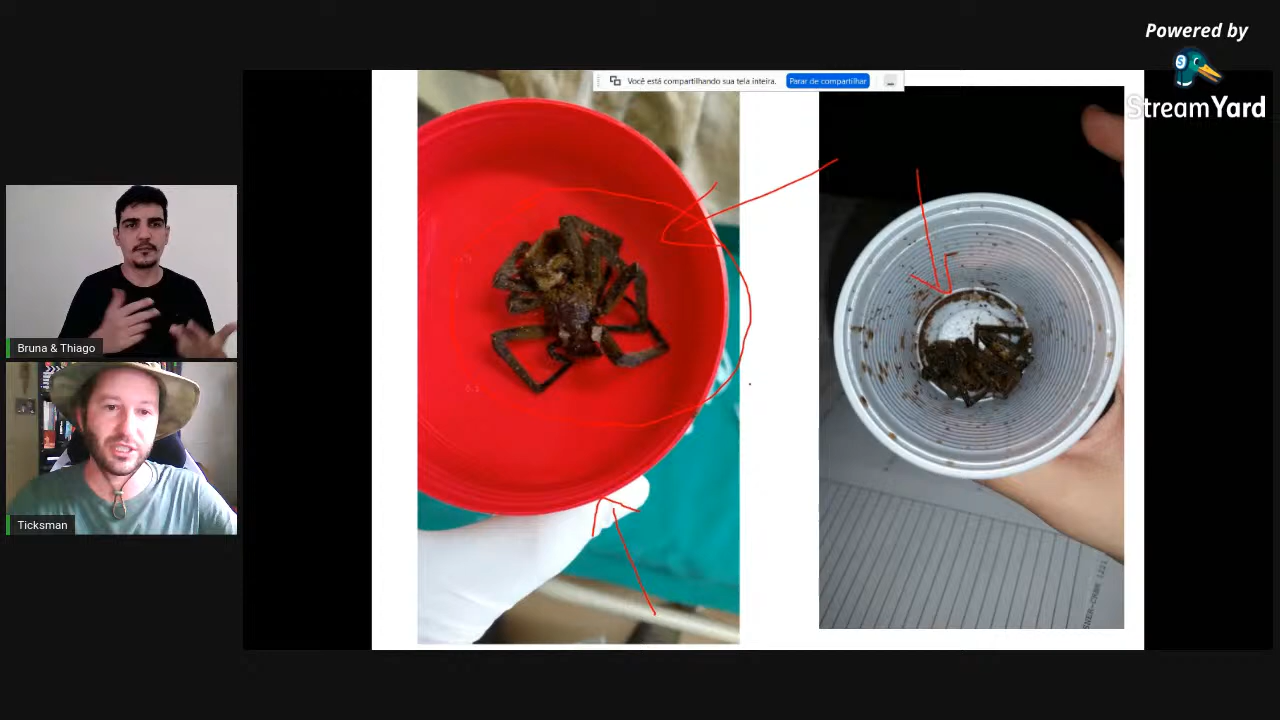 Powered by
StreamYard
Você está compartilhando sua tela inteira. Parar de compartilhar
Bruna & Thiago
Ticksman